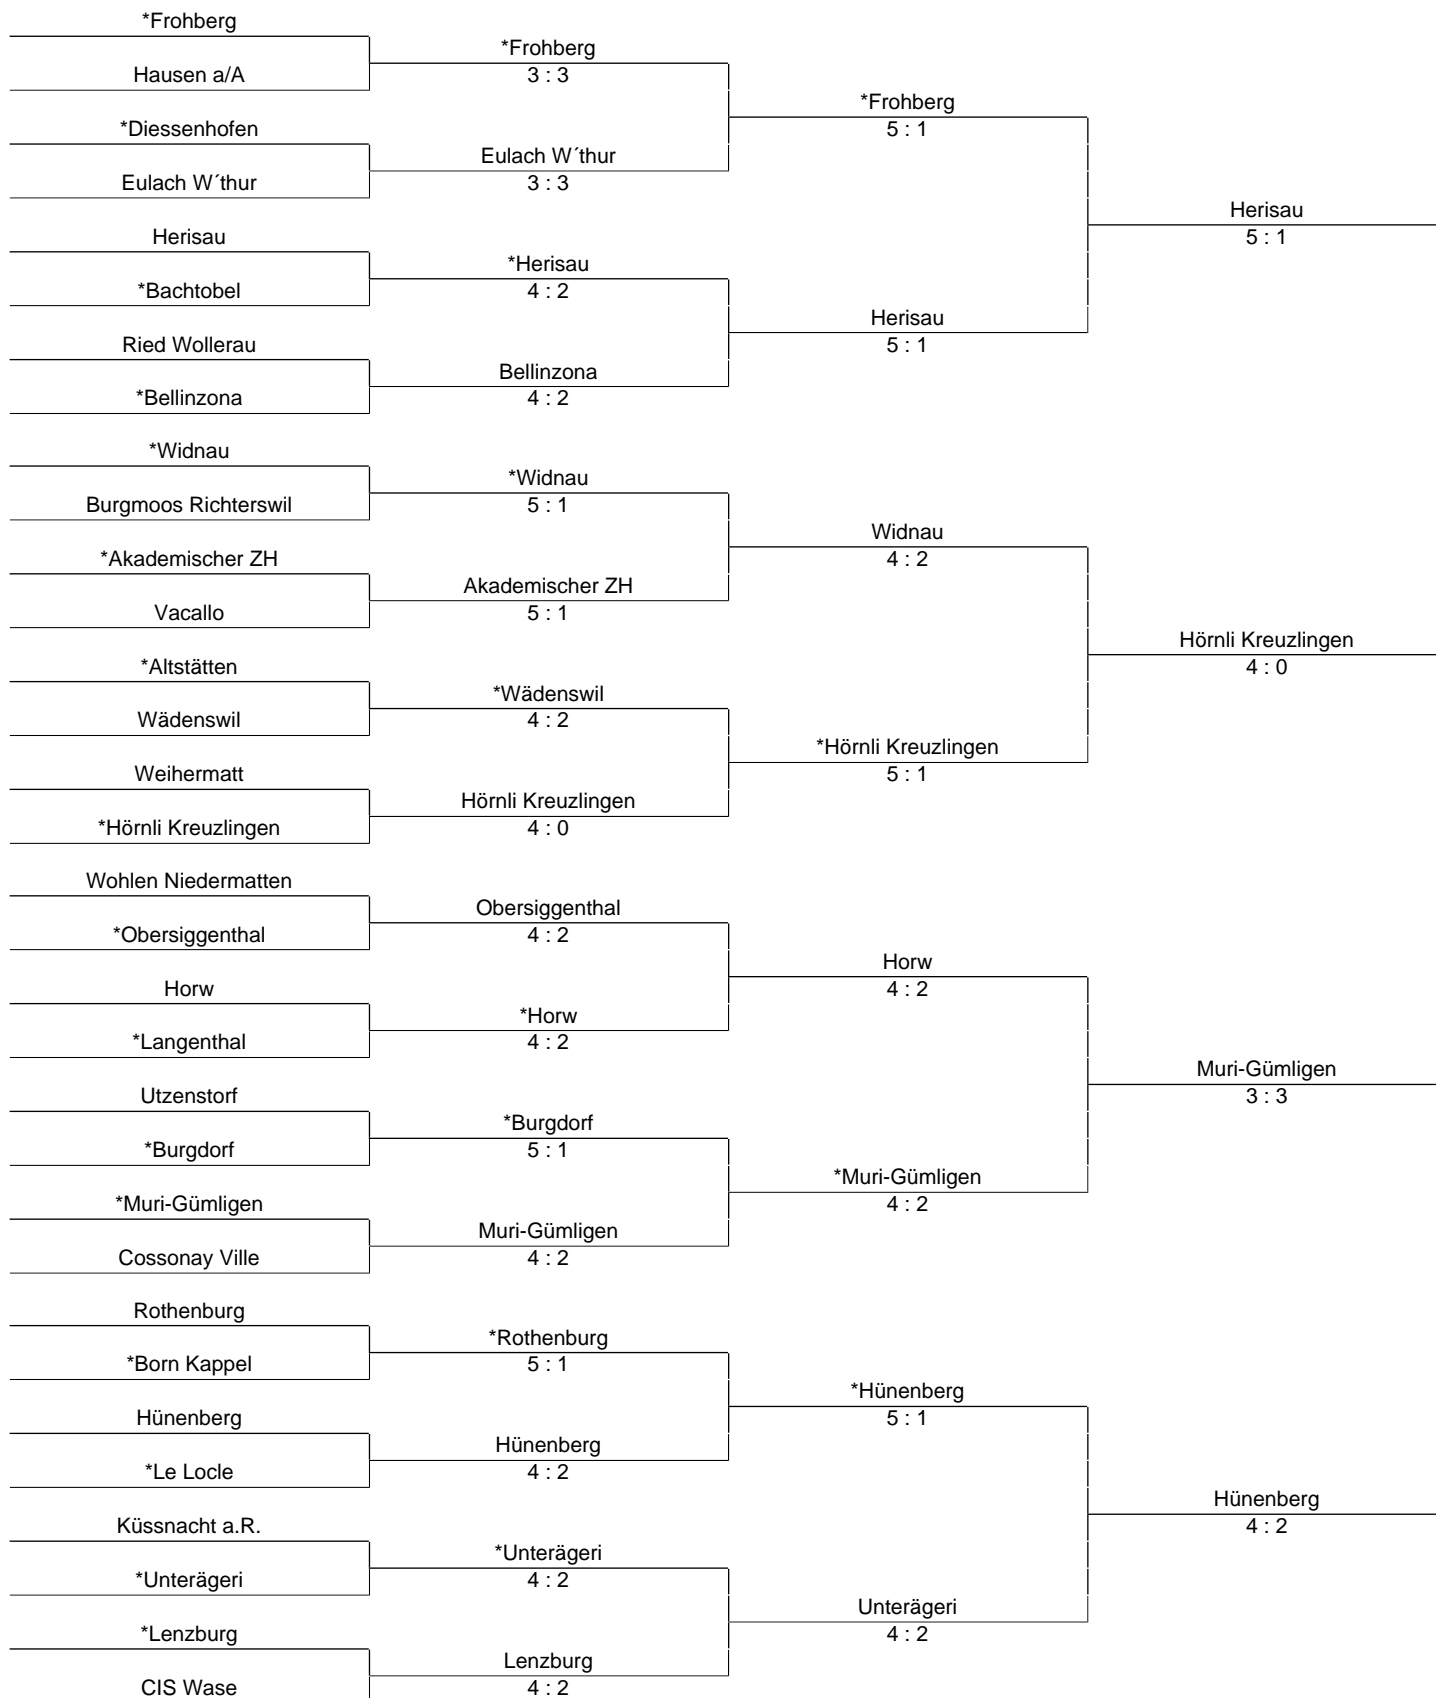 *Frohberg
Hausen a/A
*Diessenhofen
Eulach W´thur
Herisau
*Bachtobel
Ried Wollerau
*Bellinzona
*Widnau
Burgmoos Richterswil
*Akademischer ZH
Vacallo
*Altstätten
Wädenswil
Weihermatt
*Hörnli Kreuzlingen
Wohlen Niedermatten
*Obersiggenthal
Horw
*Langenthal
Utzenstorf
*Burgdorf
*Muri-Gümligen
Cossonay Ville
Rothenburg
*Born Kappel
Hünenberg
*Le Locle
Küssnacht a.R.
*Unterägeri
*Lenzburg
CIS Wase
*Frohberg
3 : 3
Eulach W´thur
3 : 3
*Herisau
4 : 2
Bellinzona
4 : 2
*Widnau
5 : 1
Akademischer ZH
5 : 1
*Wädenswil
4 : 2
Hörnli Kreuzlingen
4 : 0
Obersiggenthal
4 : 2
*Horw
4 : 2
*Burgdorf
5 : 1
Muri-Gümligen
4 : 2
*Rothenburg
5 : 1
Hünenberg
4 : 2
*Unterägeri
4 : 2
Lenzburg
4 : 2
*Frohberg
5 : 1
Herisau
5 : 1
Widnau
4 : 2
*Hörnli Kreuzlingen
5 : 1
Horw
4 : 2
*Muri-Gümligen
4 : 2
*Hünenberg
5 : 1
Unterägeri
4 : 2
Herisau
5 : 1
Hörnli Kreuzlingen
4 : 0
Muri-Gümligen
3 : 3
Hünenberg
4 : 2